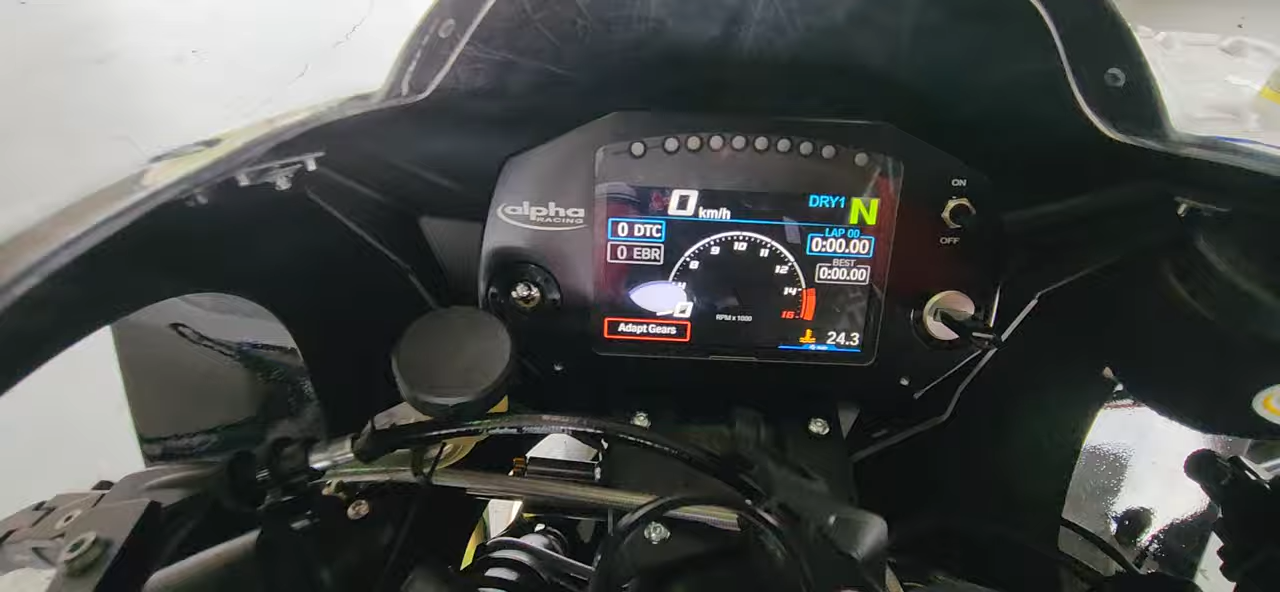 ON
alpha
RACING
OFF
0 km/h
DRY1 N
0 DTC
0 EBR
LAP 00
0:00.00
BEST
0:00.00
8 9 10 11 12 14 16
0
RPM x 1000
Adapt Gears
24.3